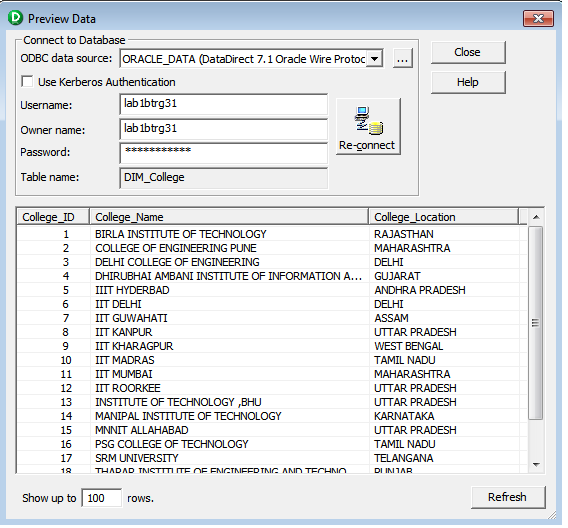 Preview Data
Connect to Database
ODBC data source: ORACLE_DATA (DataDirect 7.1 Oracle Wire Protoc ...
Close
Use Kerberos Authentication
Help
Username: lab1btrg31
Owner name: lab1btrg31
Password: ***********
Re-connect
Table name: DIM_College
College_ID College_Name College_Location
1 BIRLA INSTITUTE OF TECHNOLOGY RAJASTHAN
2 COLLEGE OF ENGINEERING PUNE MAHARASHTRA
3 DELHI COLLEGE OF ENGINEERING DELHI
4 DHIRUBHAI AMBANI INSTITUTE OF INFORMATION A... GUJARAT
5 IIIT HYDERBAD ANDHRA PRADESH
6 IIT DELHI DELHI
7 IIT GUWAHATI ASSAM
8 IIT KANPUR UTTAR PRADESH
9 IIT KHARAGPUR WEST BENGAL
10 IIT MADRAS TAMIL NADU
11 IIT MUMBAI MAHARASHTRA
12 IIT ROORKEE UTTAR PRADESH
13 INSTITUTE OF TECHNOLOGY ,BHU UTTAR PRADESH
14 MANIPAL INSTITUTE OF TECHNOLOGY KARNATAKA
15 MNNIT ALLAHABAD UTTAR PRADESH
16 PSG COLLEGE OF TECHNOLOGY TAMIL NADU
17 SRM UNIVERSITY TELANGANA
18 THAPAR INSTITUTE OF ENGINEERING AND TECHNO... PUNJAB
Show up to 100 rows.
Refresh